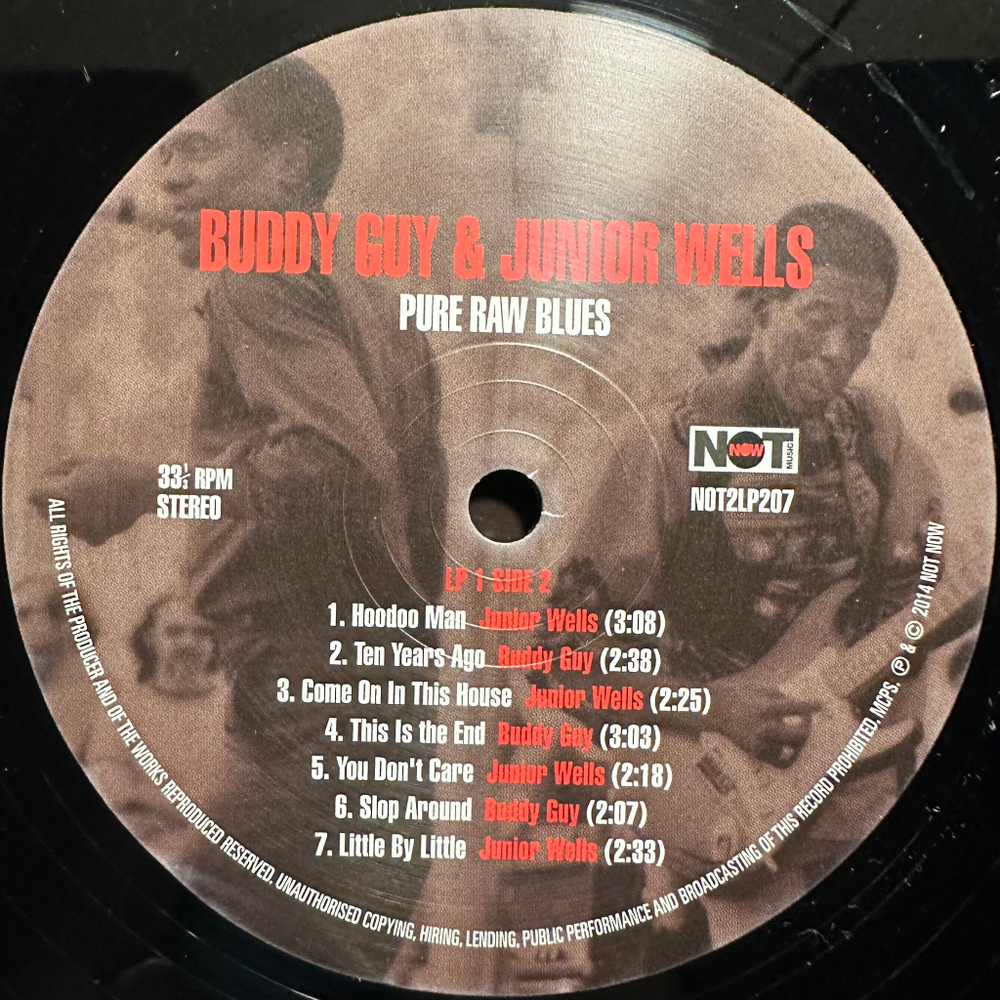 BUDDY GUY & JUNIOR WELLS
PURE RAW BLUES
NOT NOW MUSIC
33⅓ RPM
STEREO
NOT2LP207
LP 1 SIDE 2
1. Hoodoo Man Junior Wells (3:08)
2. Ten Years Ago Buddy Guy (2:38)
3. Come On In This House Junior Wells (2:25)
4. This Is the End Buddy Guy (3:03)
5. You Don't Care Junior Wells (2:18)
6. Slop Around Buddy Guy (2:07)
7. Little By Little Junior Wells (2:33)
ALL RIGHTS OF THE PRODUCER AND OF THE WORKS REPRODUCED RESERVED. UNAUTHORISED COPYING, HIRING, LENDING, PUBLIC PERFORMANCE AND BROADCASTING OF THIS RECORD PROHIBITED. MCPS. ℗ & © 2014 NOT NOW